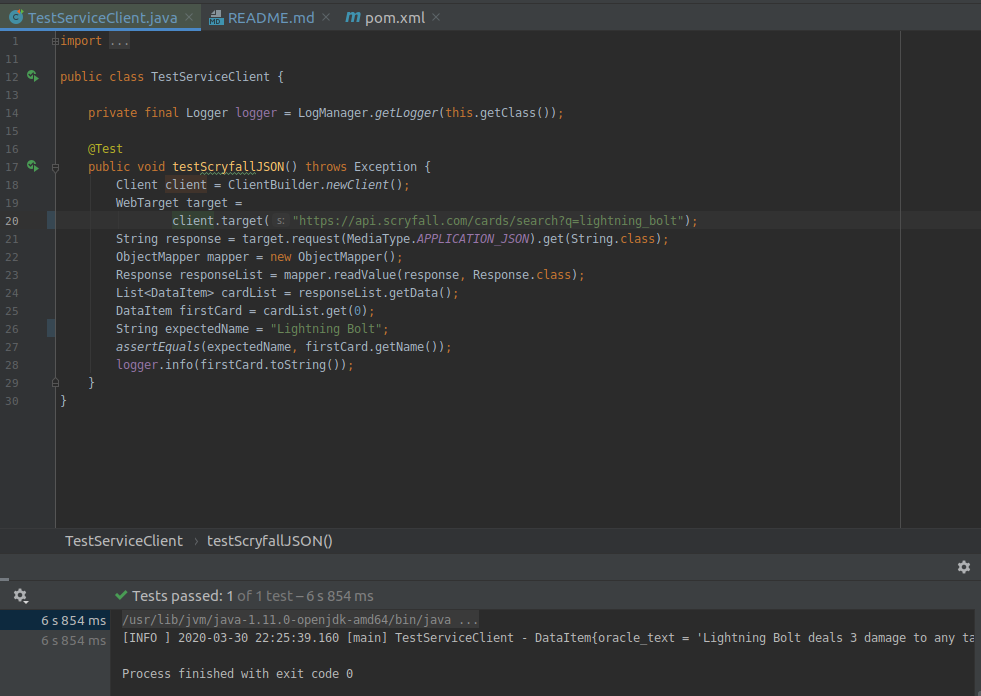 TestServiceClient.java × README.md × m pom.xml ×
1 import ...
11
12 public class TestServiceClient {
13
14 private final Logger logger = LogManager.getLogger(this.getClass());
15
16 @Test
17 public void testScryfallJSON() throws Exception {
18 Client client = ClientBuilder.newClient();
19 WebTarget target =
20 client.target( s: "https://api.scryfall.com/cards/search?q=lightning_bolt");
21 String response = target.request(MediaType.APPLICATION_JSON).get(String.class);
22 ObjectMapper mapper = new ObjectMapper();
23 Response responseList = mapper.readValue(response, Response.class);
24 List<DataItem> cardList = responseList.getData();
25 DataItem firstCard = cardList.get(0);
26 String expectedName = "Lightning Bolt";
27 assertEquals(expectedName, firstCard.getName());
28 logger.info(firstCard.toString());
29 }
30 }
TestServiceClient › testScryfallJSON()
Tests passed: 1 of 1 test – 6 s 854 ms
6 s 854 ms /usr/lib/jvm/java-1.11.0-openjdk-amd64/bin/java ...
6 s 854 ms [INFO ] 2020-03-30 22:25:39.160 [main] TestServiceClient - DataItem{oracle_text = 'Lightning Bolt deals 3 damage to any ta
Process finished with exit code 0